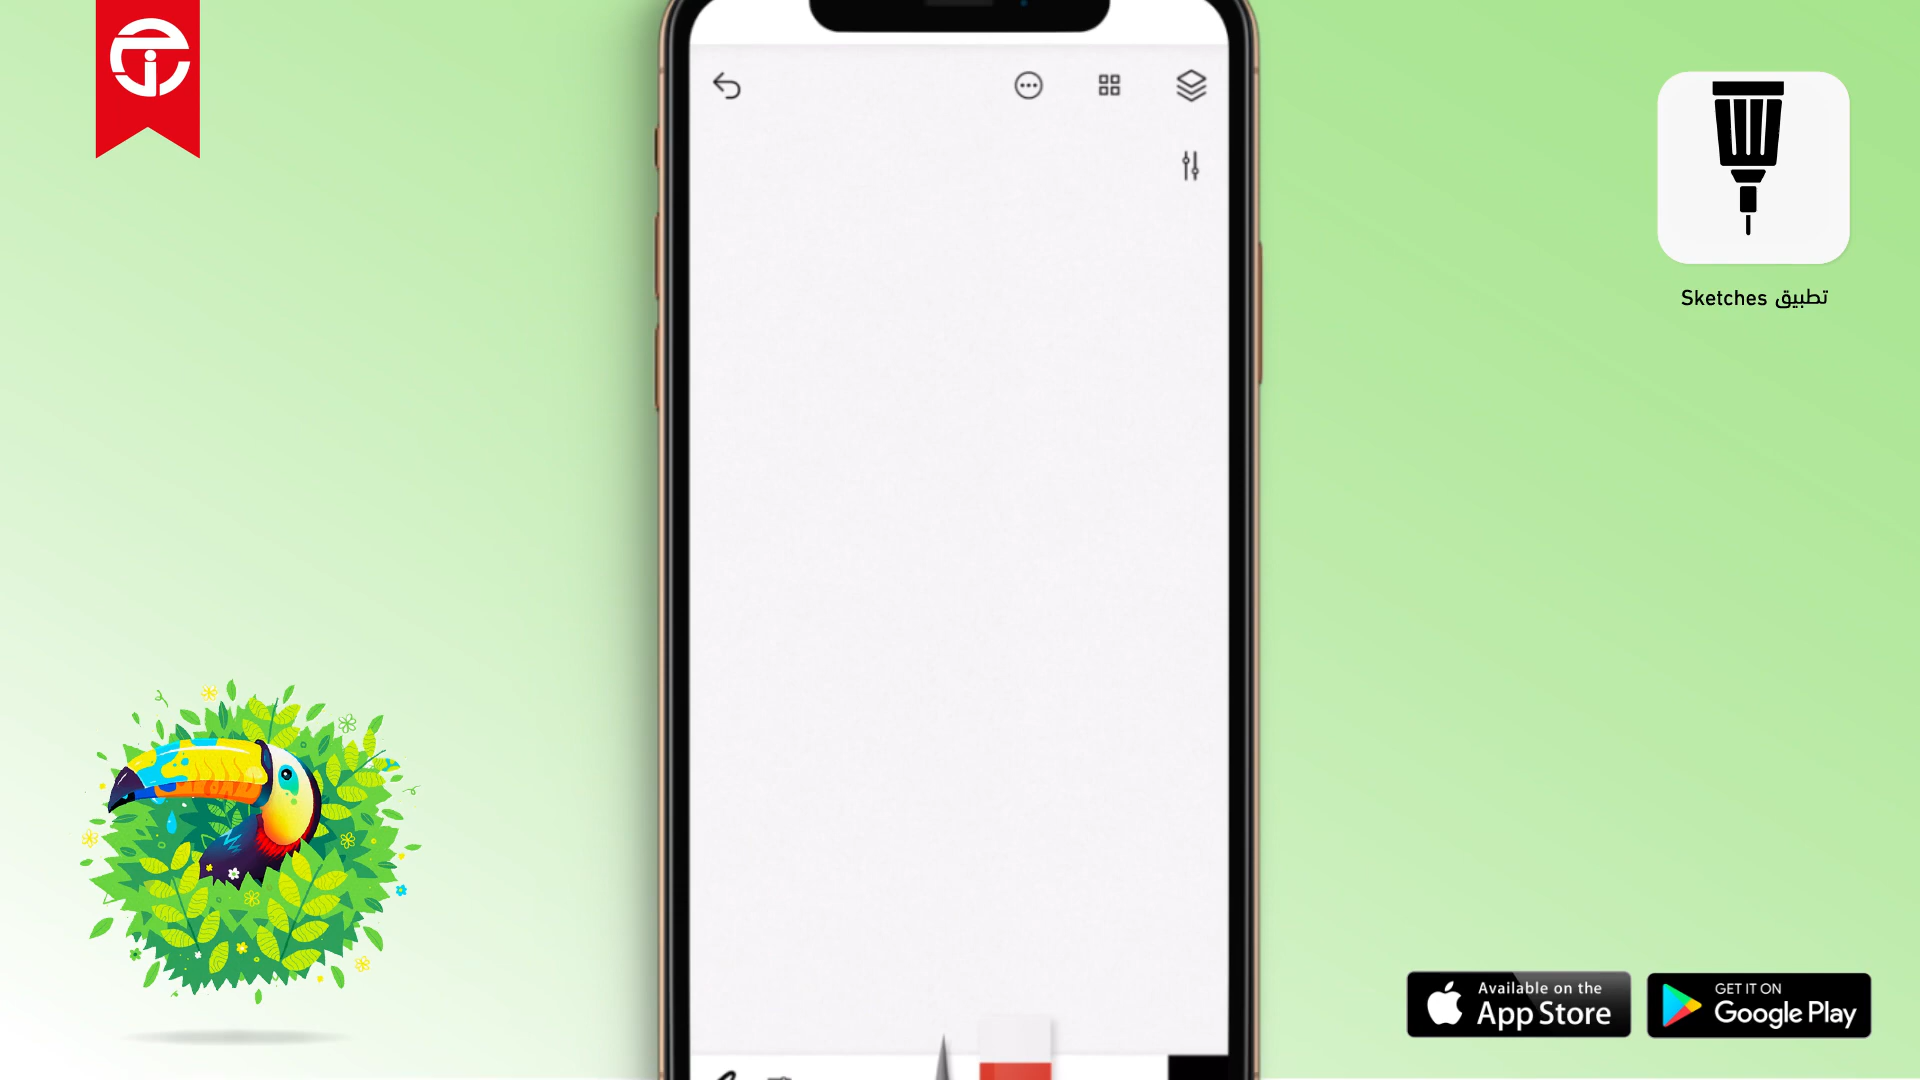 تطبيق Sketches
Available on the
App Store
GET IT ON
Google Play